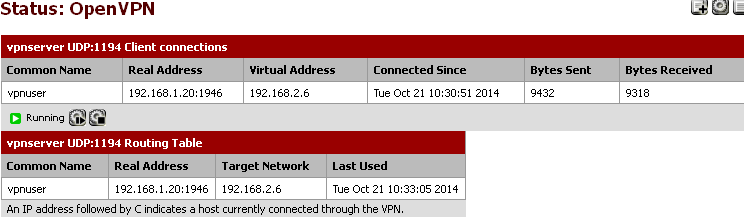 Status: OpenVPN
vpnserver UDP:1194 Client connections
Common Name Real Address Virtual Address Connected Since Bytes Sent Bytes Received
vpnuser 192.168.1.20:1946 192.168.2.6 Tue Oct 21 10:30:51 2014 9432 9318
Running
vpnserver UDP:1194 Routing Table
Common Name Real Address Target Network Last Used
vpnuser 192.168.1.20:1946 192.168.2.6 Tue Oct 21 10:33:05 2014
An IP address followed by C indicates a host currently connected through the VPN.